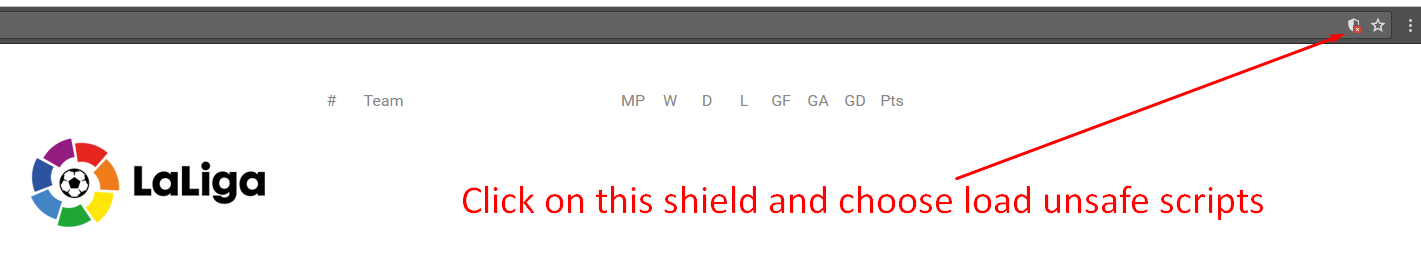 # Team MP W D L GF GA GD Pts
LaLiga
Click on this shield and choose load unsafe scripts